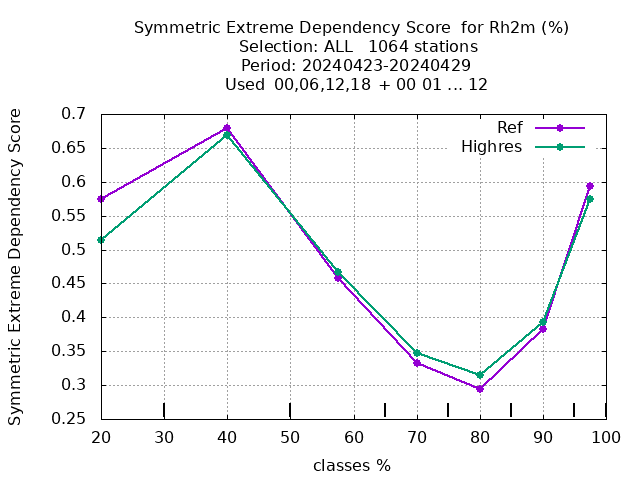 Symmetric Extreme Dependency Score  for Rh2m (%)
Selection: ALL   1064 stations
Period: 20240423-20240429
Used  00,06,12,18 + 00 01 ... 12
Symmetric Extreme Dependency Score
0.7
0.65
0.6
0.55
0.5
0.45
0.4
0.35
0.3
0.25
Ref
Highres
20 30 40 50 60 70 80 90 100
classes %